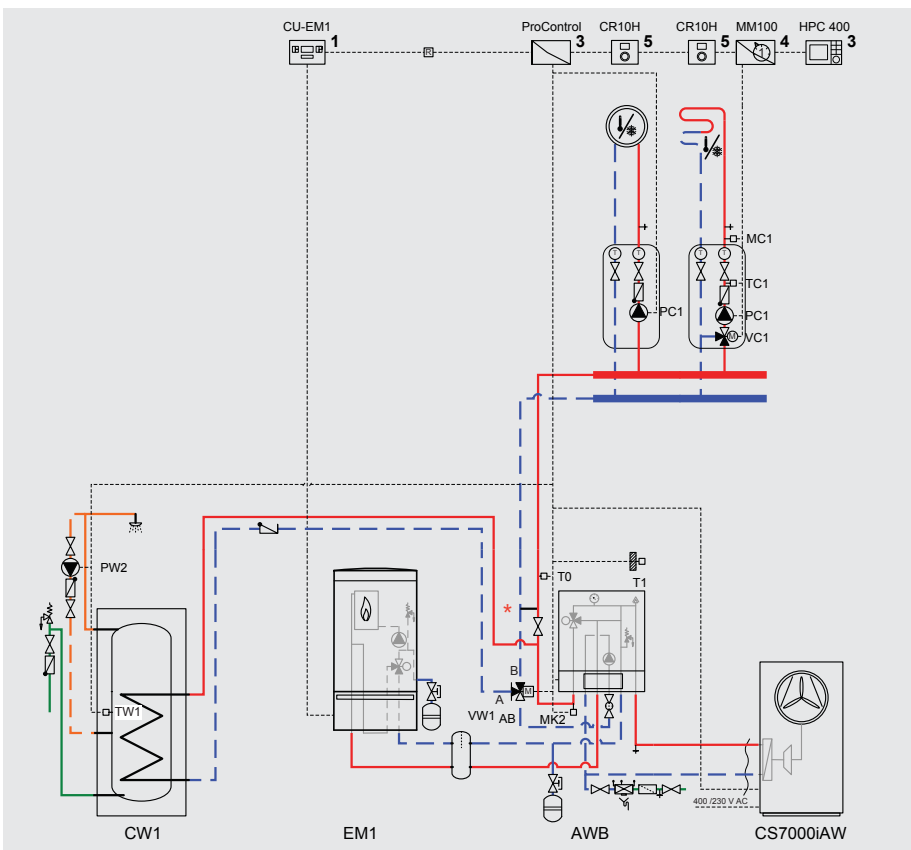 CU-EM1 ProControl CR10H CR10H MM100 HPC 400
1 3 5 5 4 3
R
1
MC1
T T T T
TC1
PC1 PC1
M VC1
PW2
T0 T1
*
B
TW1
A M
VW1 AB MK2
400 /230 V AC
CW1 EM1 AWB CS7000iAW